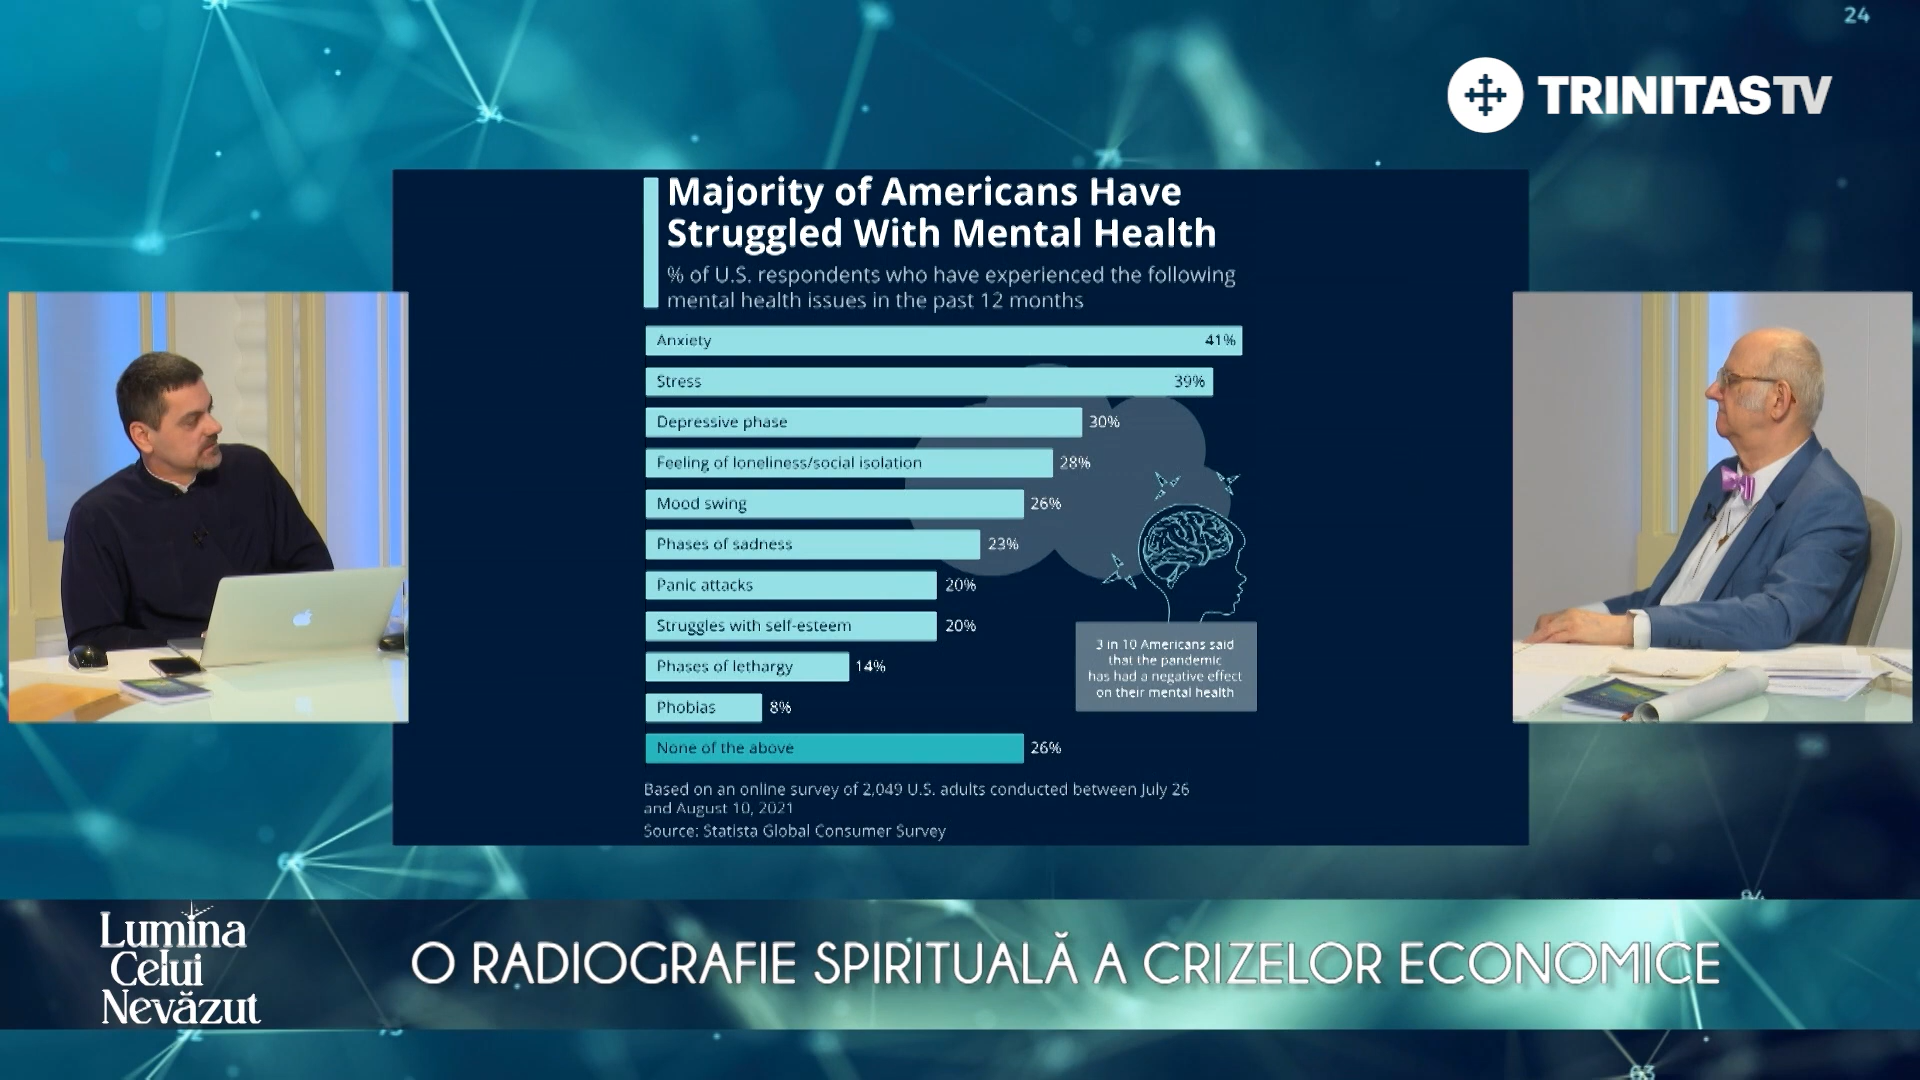 24
TRINITASTV
Majority of Americans Have
Struggled With Mental Health
% of U.S. respondents who have experienced the following
mental health issues in the past 12 months
Anxiety 41%
Stress 39%
Depressive phase 30%
Feeling of loneliness/social isolation 28%
Mood swing 26%
Phases of sadness 23%
Panic attacks 20%
Struggles with self-esteem 20%
Phases of lethargy 14%
Phobias 8%
None of the above 26%
3 in 10 Americans said
that the pandemic
has had a negative effect
on their mental health
Based on an online survey of 2,049 U.S. adults conducted between July 26
and August 10, 2021
Source: Statista Global Consumer Survey
Lumina
Celui
Nevăzut
O RADIOGRAFIE SPIRITUALĂ A CRIZELOR ECONOMICE
63